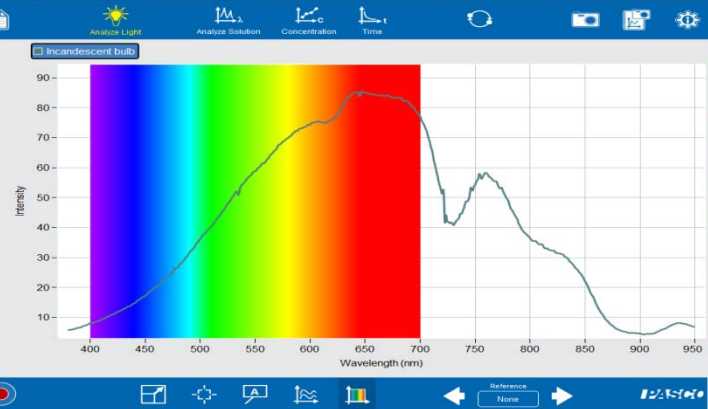 Analyze Light
Analyze Solution
Concentration
Time
λ
C
t
Incandescent bulb
90
80
70
60
50
40
30
20
10
Intensity
400 450 500 550 600 650 700 750 800 850 900 950
Wavelength (nm)
A
Reference
None
PASCO